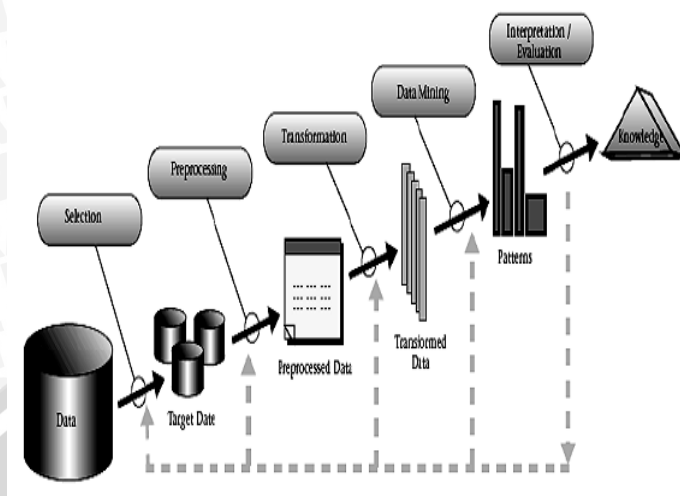 Interpretation /
Evaluation
Data Mining
Knowledge
Transformation
Preprocessing
Selection
Patterns
Transformed
Data
Preprocessed Data
Target Date
Data